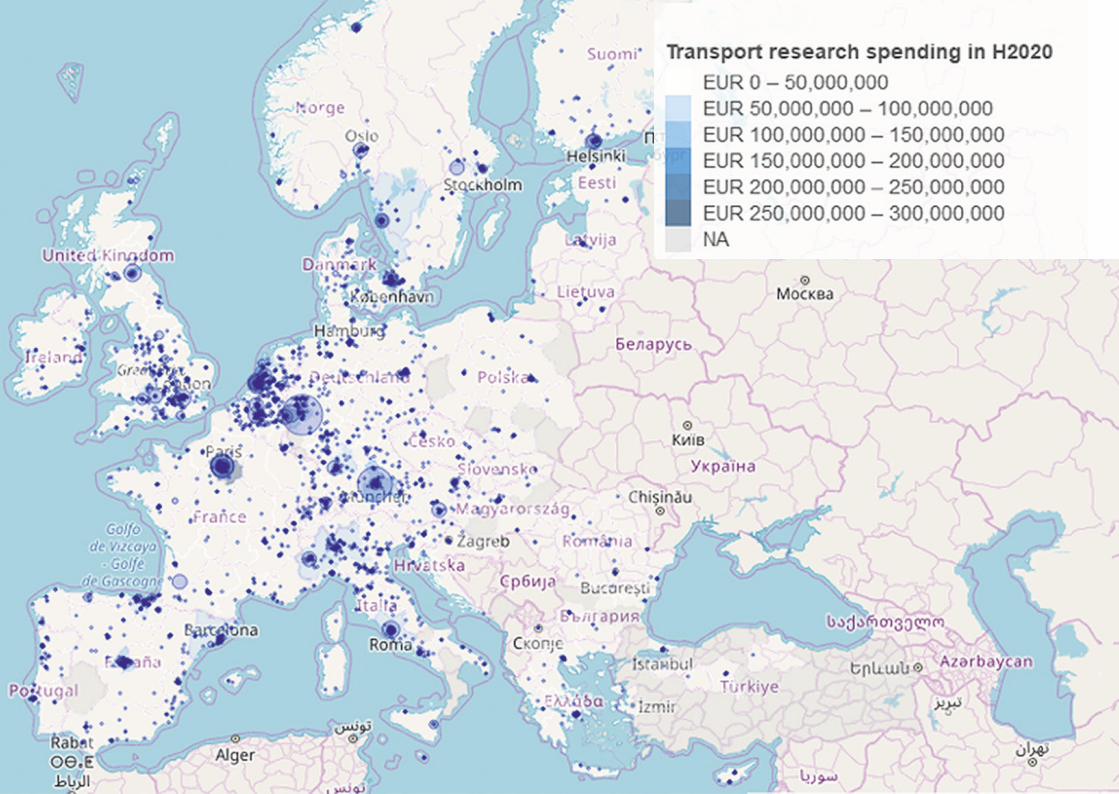 Transport research spending in H2020
EUR 0 – 50,000,000
EUR 50,000,000 – 100,000,000
EUR 100,000,000 – 150,000,000
EUR 150,000,000 – 200,000,000
EUR 200,000,000 – 250,000,000
EUR 250,000,000 – 300,000,000
NA
Suomi
Norge
Oslo
Helsinki
Stockholm
Eesti
United Kingdom
Latvija
Danmark
København
Lietuva
Москва
Hamburg
Беларусь
Ireland
London
Deutschland
Polska
Paris
Česko
Київ
Slovensko
Україна
München
Chișinău
France
Magyarország
Golfo
de Vizcaya
- Golfe
de Gascogne
Zagreb
România
Hrvatska
Србија
București
Italia
България
საქართველო
Barcelona
Roma
Скопје
España
Istanbul
Երևան
Azərbaycan
Portugal
Ελλάδα
Türkiye
İzmir
تبریز
Rabat
ⵔⴱⴰⵟ
الرباط
Alger
تونس
تونس
سوريا
تهران